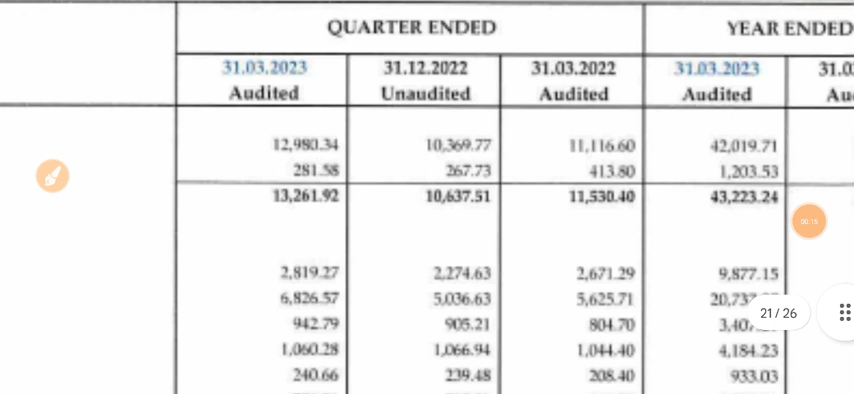 QUARTER ENDED YEAR ENDED
31.03.2023 31.12.2022 31.03.2022 31.03.2023
Audited Unaudited Audited Audited
12,980.34 10,369.77 11,116.60 42,019.71
281.58 267.73 413.80 1,203.53
13,261.92 10,637.51 11,530.40 43,223.24
00:15
2,819.27 2,274.63 2,671.29 9,877.15
6,826.57 5,036.63 5,625.71
21 / 26
942.79 905.21 804.70
1,060.28 1,066.94 1,044.40 4,184.23
240.66 239.48 208.40 933.03